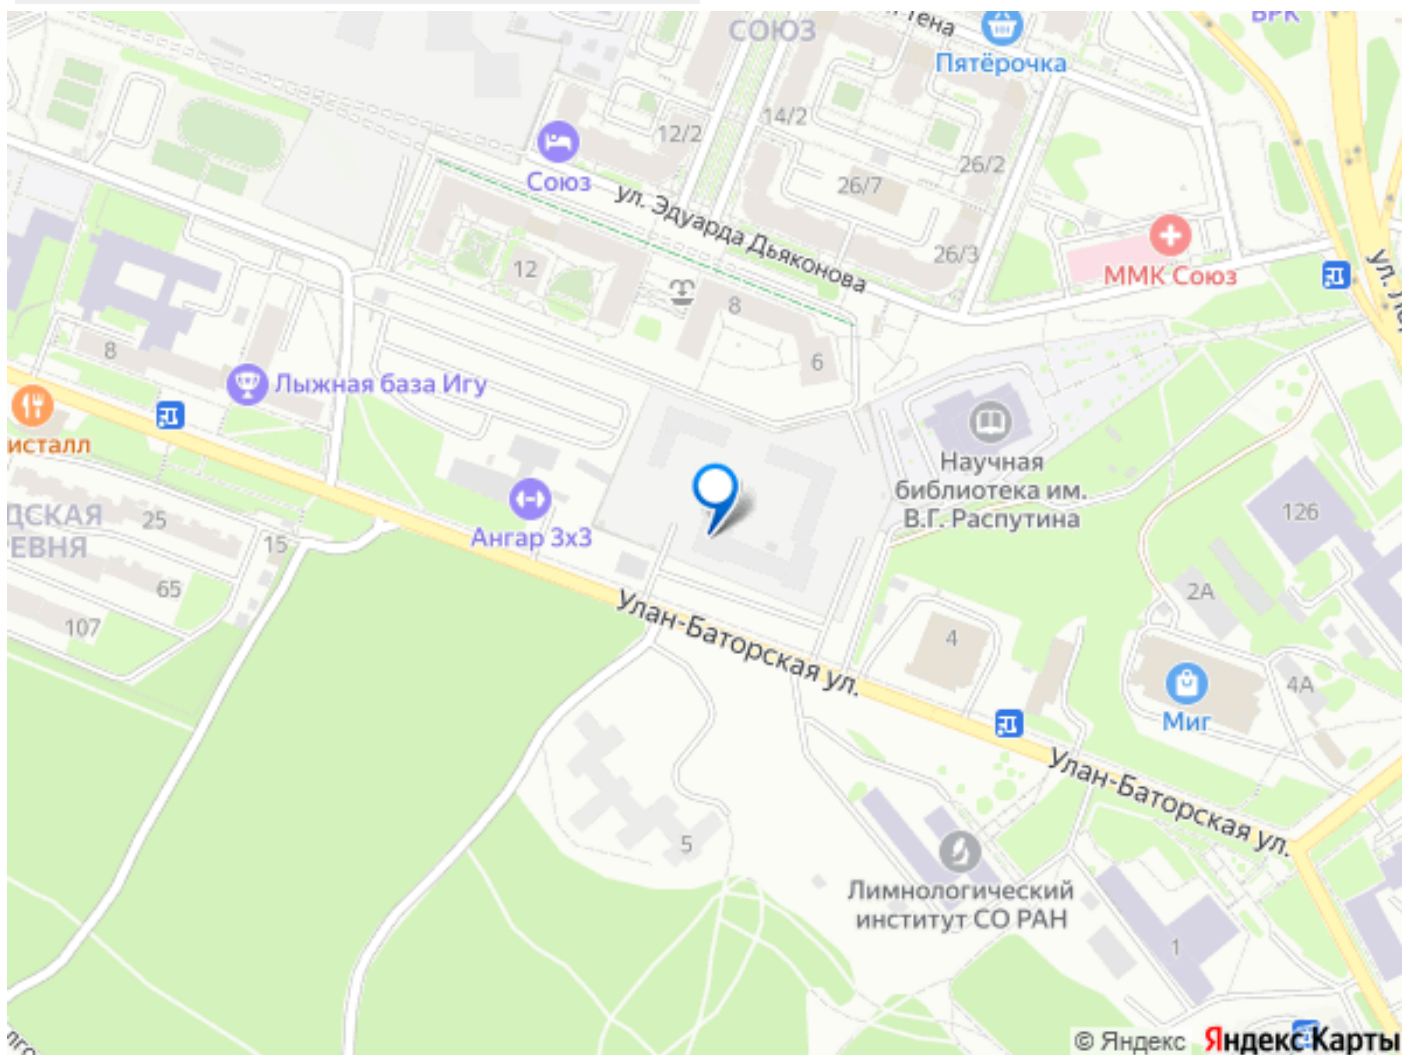 СОЮЗ
Пятёрочка
14/2
12/2
26/2
Союз
26/7
ул. Эдуарда Дьяконова
26/3
ММК Союз
12
8
8
6
Лыжная база Игу
исталл
Научная
библиотека им.
В.Г. Распутина
25
15
65
107
Ангар 3х3
126
2А
Улан-Баторская ул.
4
4А
Миг
Улан-Баторская ул.
5
Лимнологический
институт СО РАН
1
© Яндекс Яндекс Карты